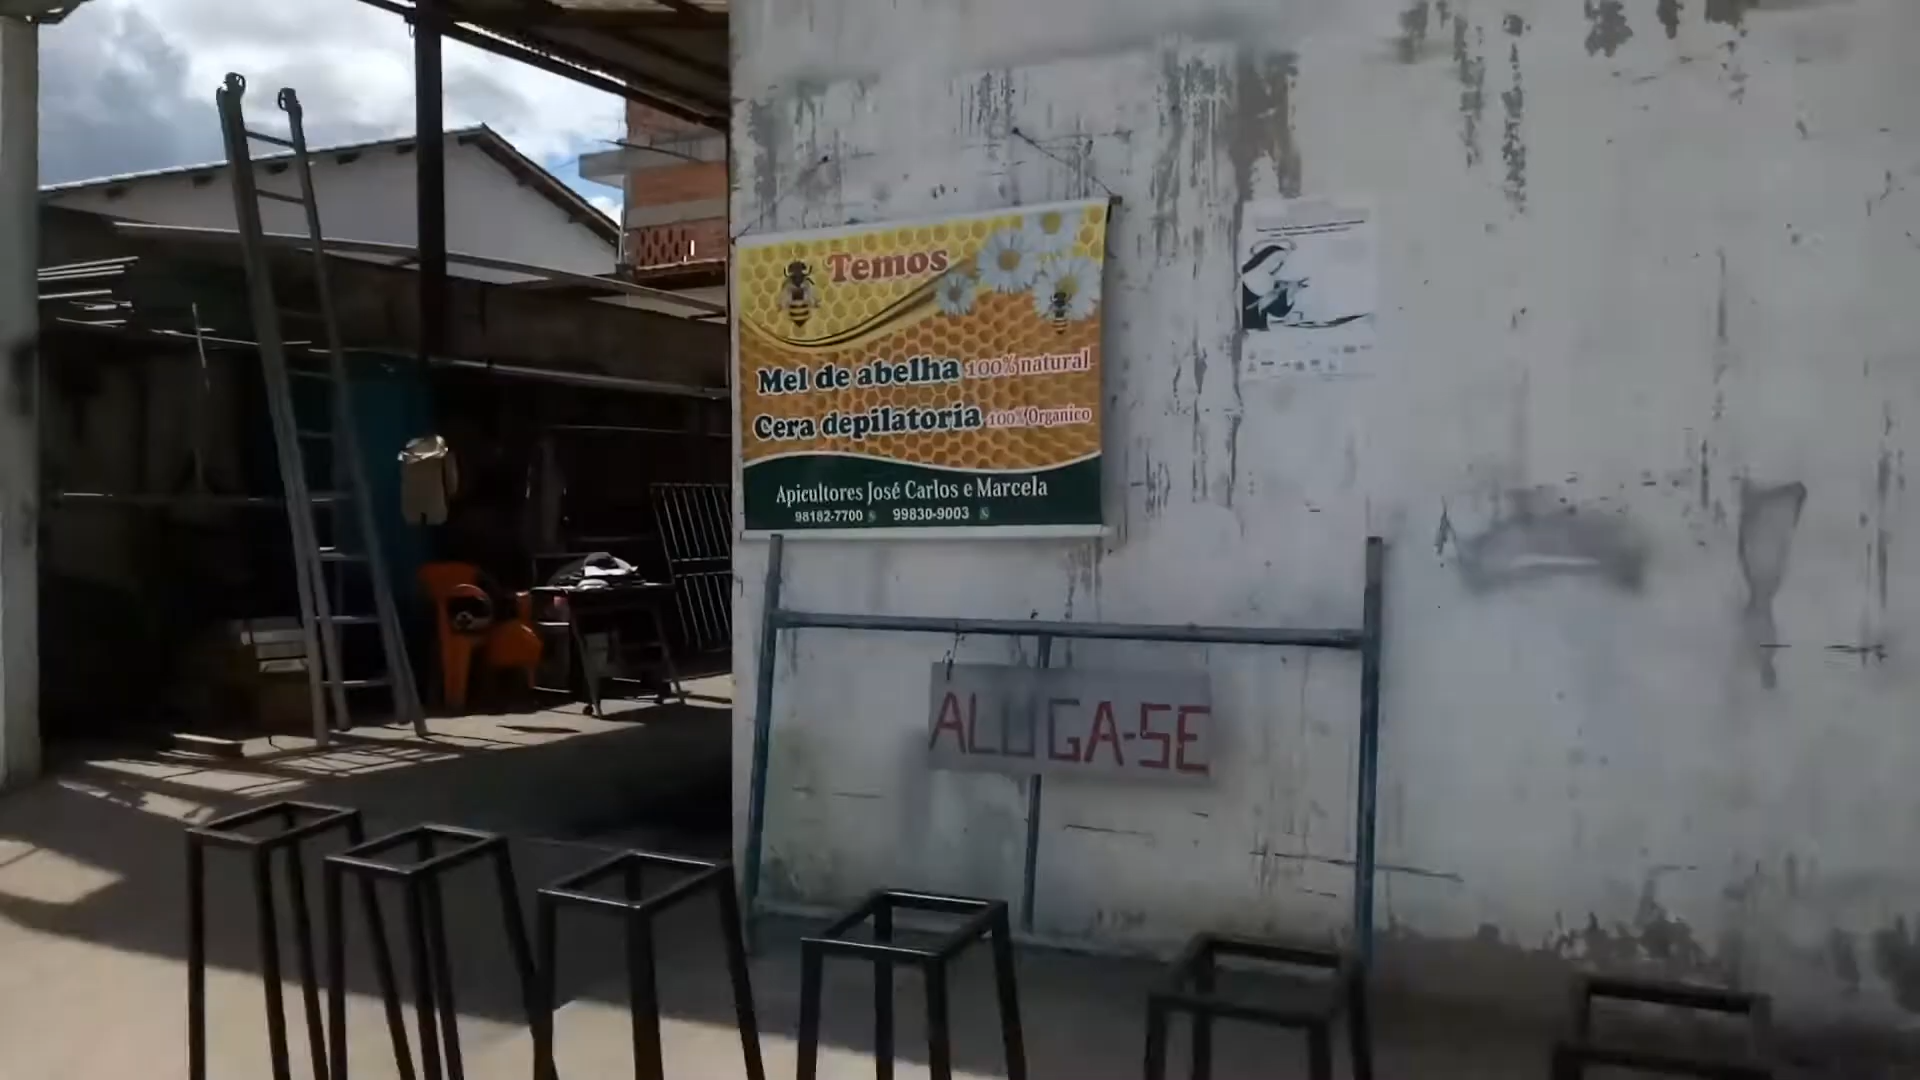 Temos
Mel de abelha 100% natural
Cera depilatoria 100% Organico
Apicultores José Carlos e Marcela
98182-7700 99830-9003
ALUGA-SE